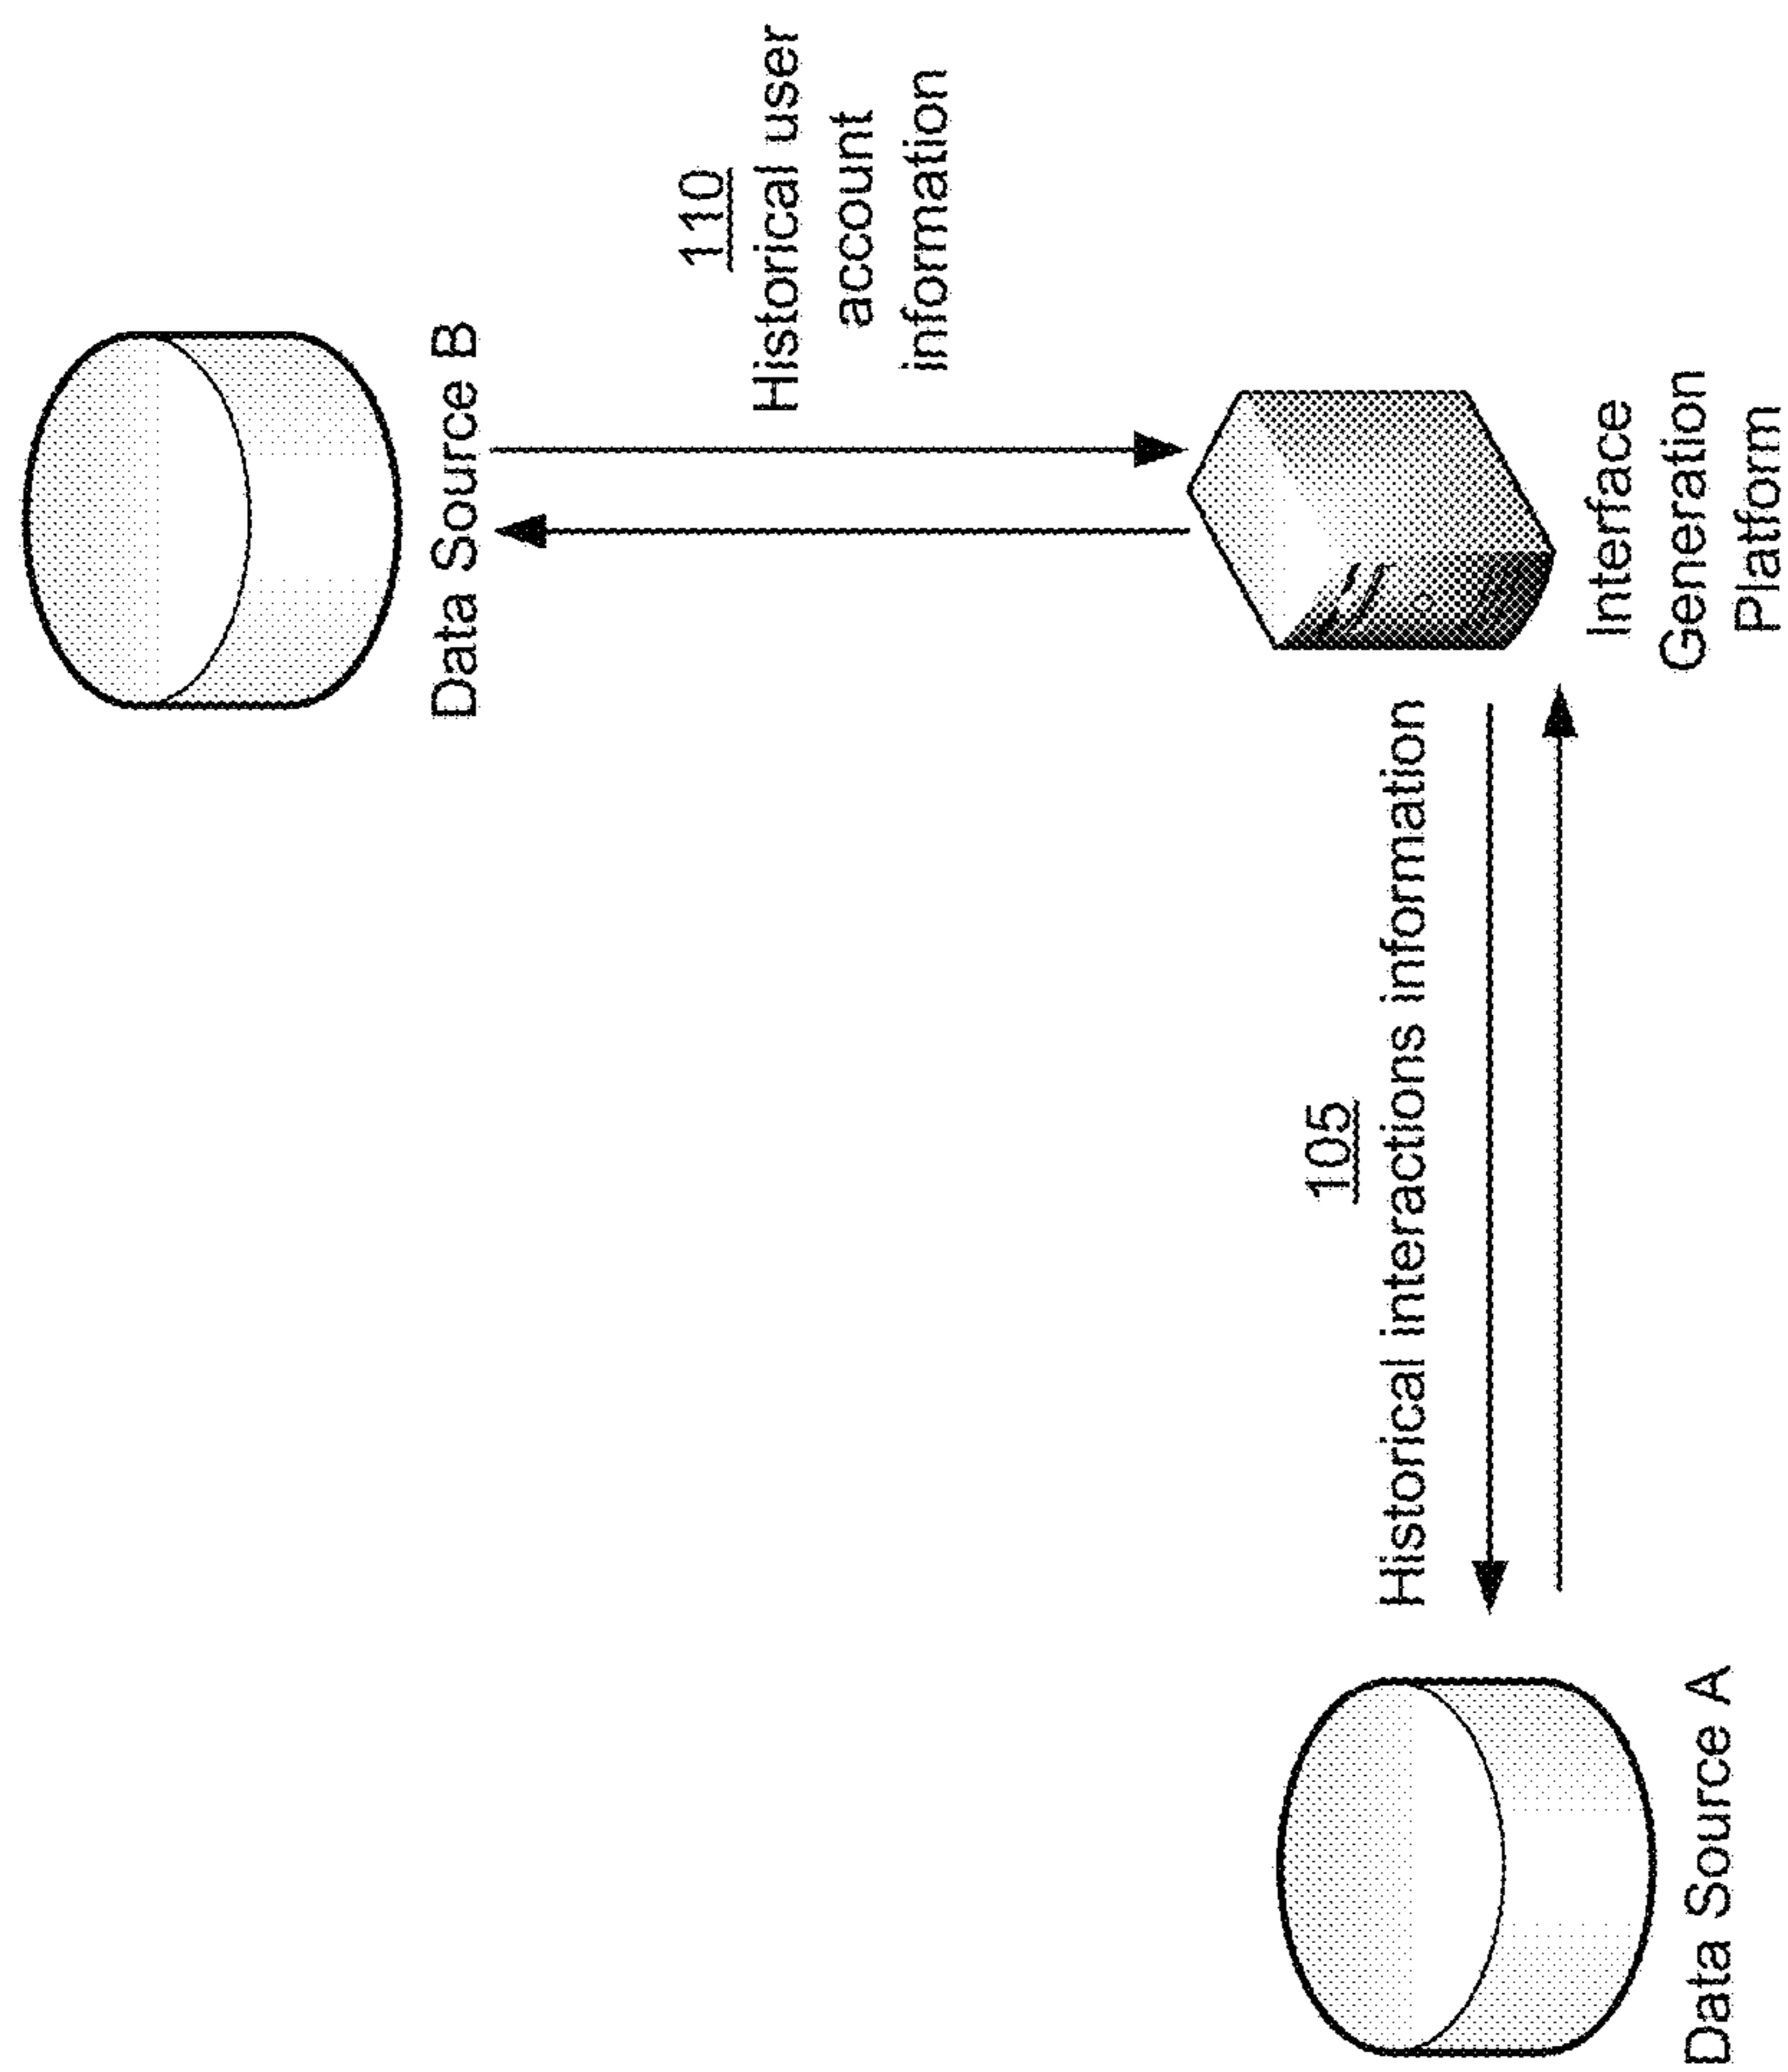 Data Source B
110
Historical user
account
information
105
Historical interactions information
Data Source A
Interface
Generation
Platform